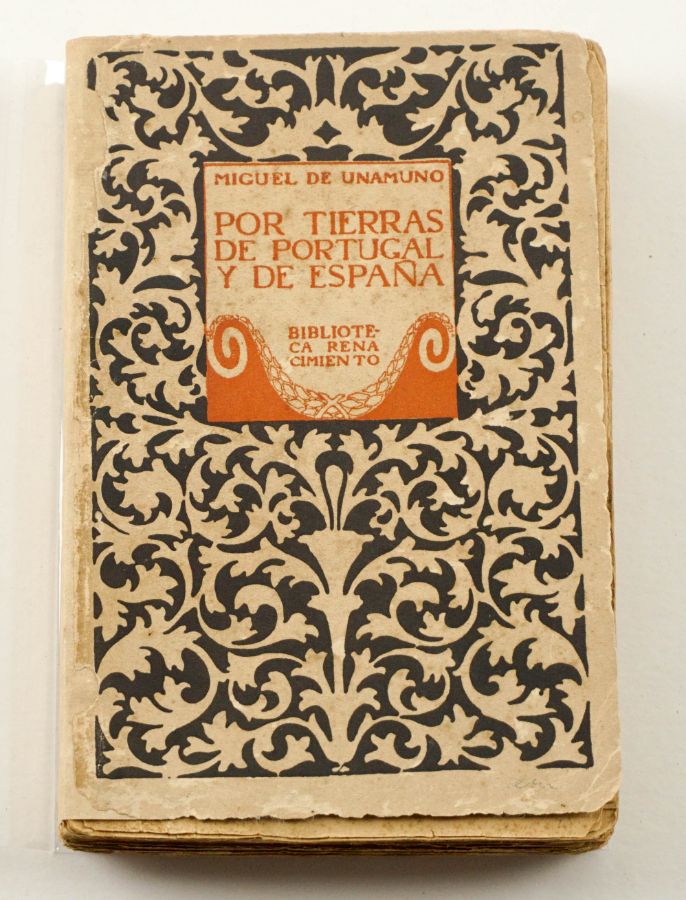 MIGUEL DE UNAMUNO
POR TIERRAS
DE PORTUGAL
Y DE ESPAÑA
BIBLIOTE-
CA RENA
CIMIENTO